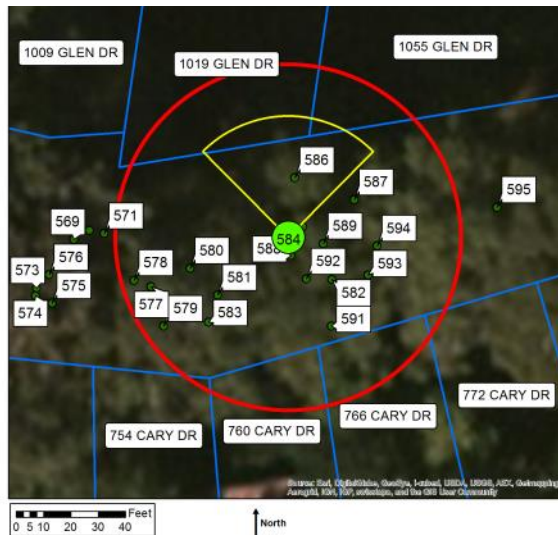 1009 GLEN DR
1019 GLEN DR
1055 GLEN DR
586
587
595
569
571
584
589
594
576
578
580
588
592
593
573
575
581
582
574
577
579
583
591
754 CARY DR
760 CARY DR
766 CARY DR
772 CARY DR
Source: Esri, DigitalGlobe, GeoEye, i-cubed, USDA, USGS, AEX, Getmapping,
Aerogrid, IGN, IGP, swisstopo, and the GIS User Community
Feet
0 5 10 20 30 40
North